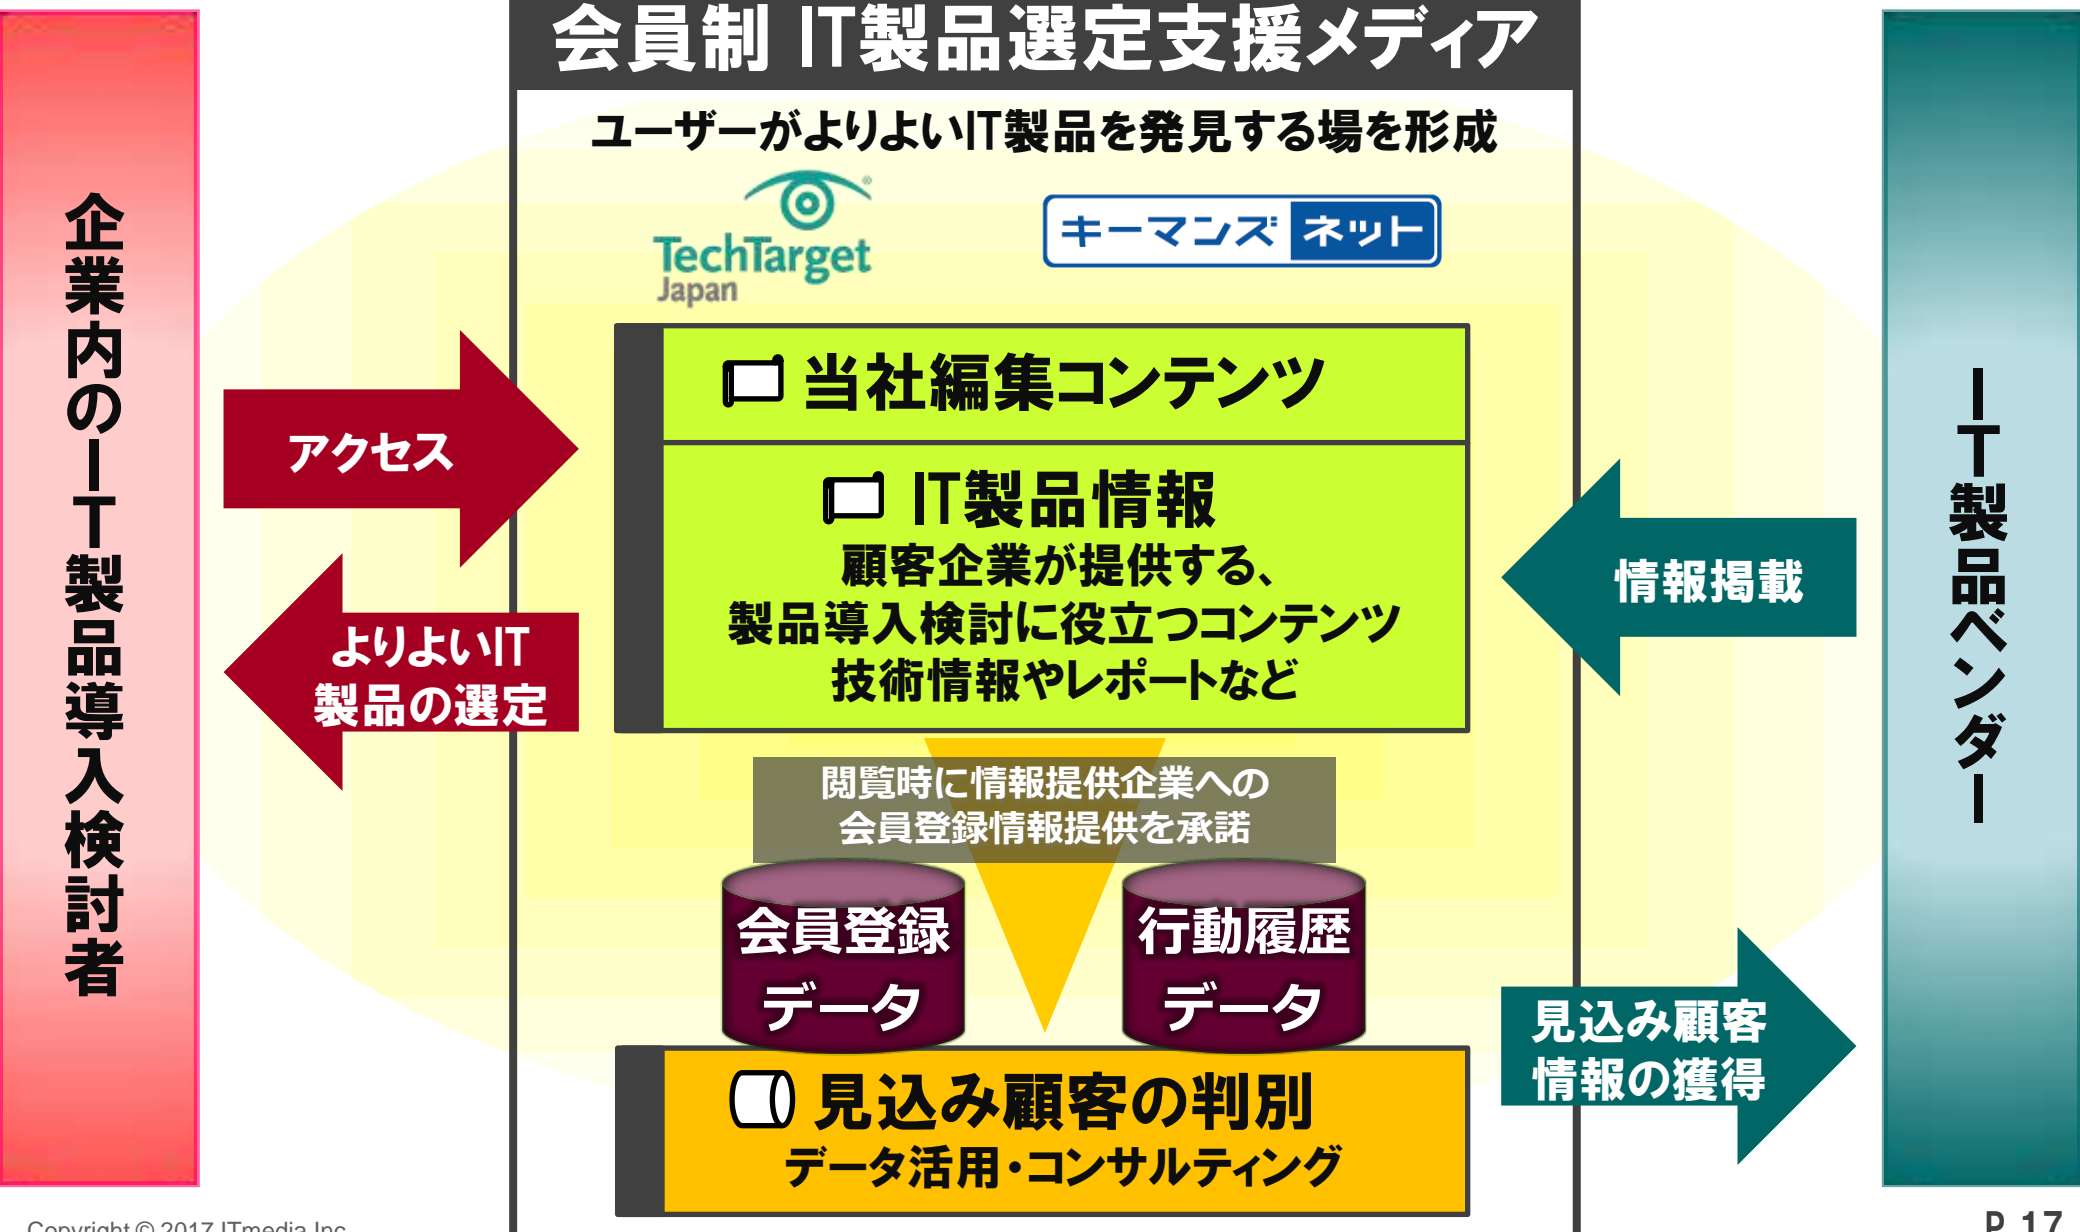 会員制 IT製品選定支援メディア
ユーザーがよりよいIT製品を発見する場を形成
TechTarget
Japan
キーマンズネット
企業内のIT製品導入検討者
アクセス
よりよいIT
製品の選定
当社編集コンテンツ
IT製品情報
顧客企業が提供する、
製品導入検討に役立つコンテンツ
技術情報やレポートなど
情報掲載
IT製品ベンダー
閲覧時に情報提供企業への
会員登録情報提供を承諾
会員登録
データ
行動履歴
データ
見込み顧客
情報の獲得
見込み顧客の判別
データ活用・コンサルティング
Copyright © 2017 ITmedia Inc
P 17